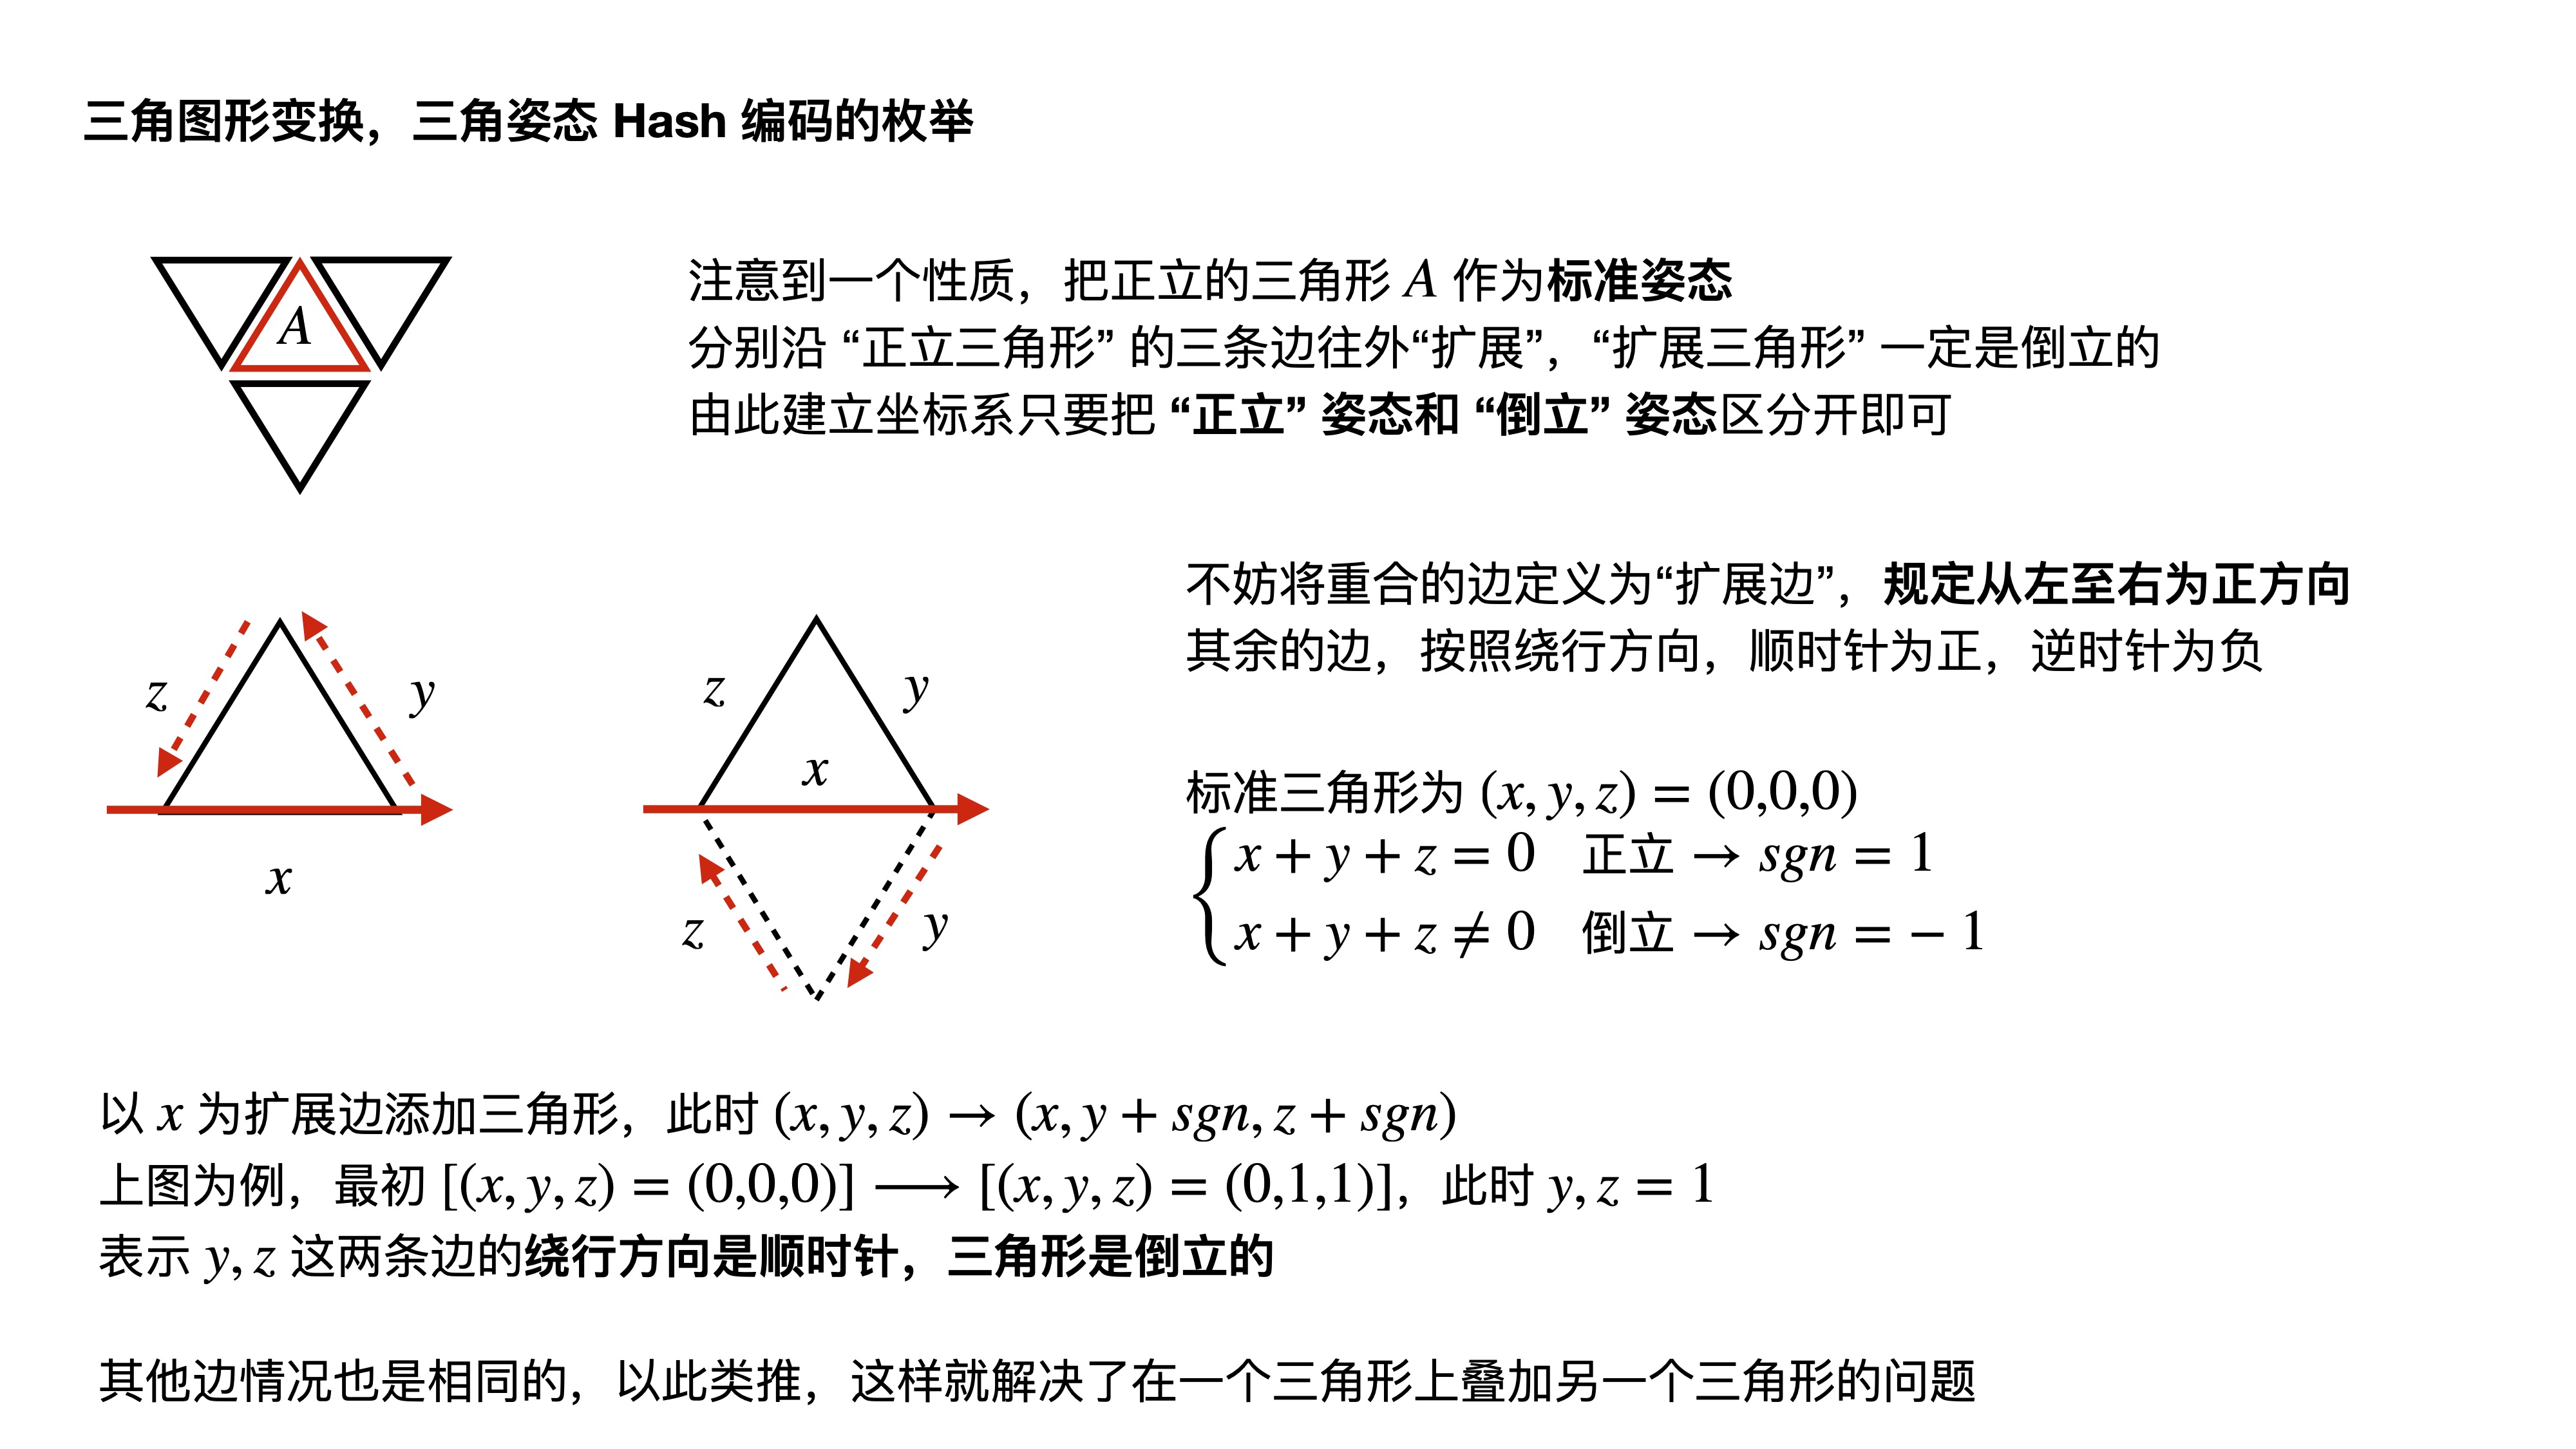 三角图形变换，三角姿态 Hash 编码的枚举
A
注意到一个性质，把正立的三角形 A 作为标准姿态
分别沿 “正立三角形” 的三条边往外“扩展”，“扩展三角形” 一定是倒立的
由此建立坐标系只要把 “正立” 姿态和 “倒立” 姿态区分开即可
不妨将重合的边定义为“扩展边”，规定从左至右为正方向
其余的边，按照绕行方向，顺时针为正，逆时针为负
z
y
x
z
y
x
z
y
标准三角形为 (x, y, z) = (0,0,0)
x + y + z = 0 正立 → sgn = 1
x + y + z ≠ 0 倒立 → sgn = − 1
以 x 为扩展边添加三角形，此时 (x, y, z) → (x, y + sgn, z + sgn)
上图为例，最初 [(x, y, z) = (0,0,0)] ⟶ [(x, y, z) = (0,1,1)]，此时 y, z = 1
表示 y, z 这两条边的绕行方向是顺时针，三角形是倒立的
其他边情况也是相同的，以此类推，这样就解决了在一个三角形上叠加另一个三角形的问题